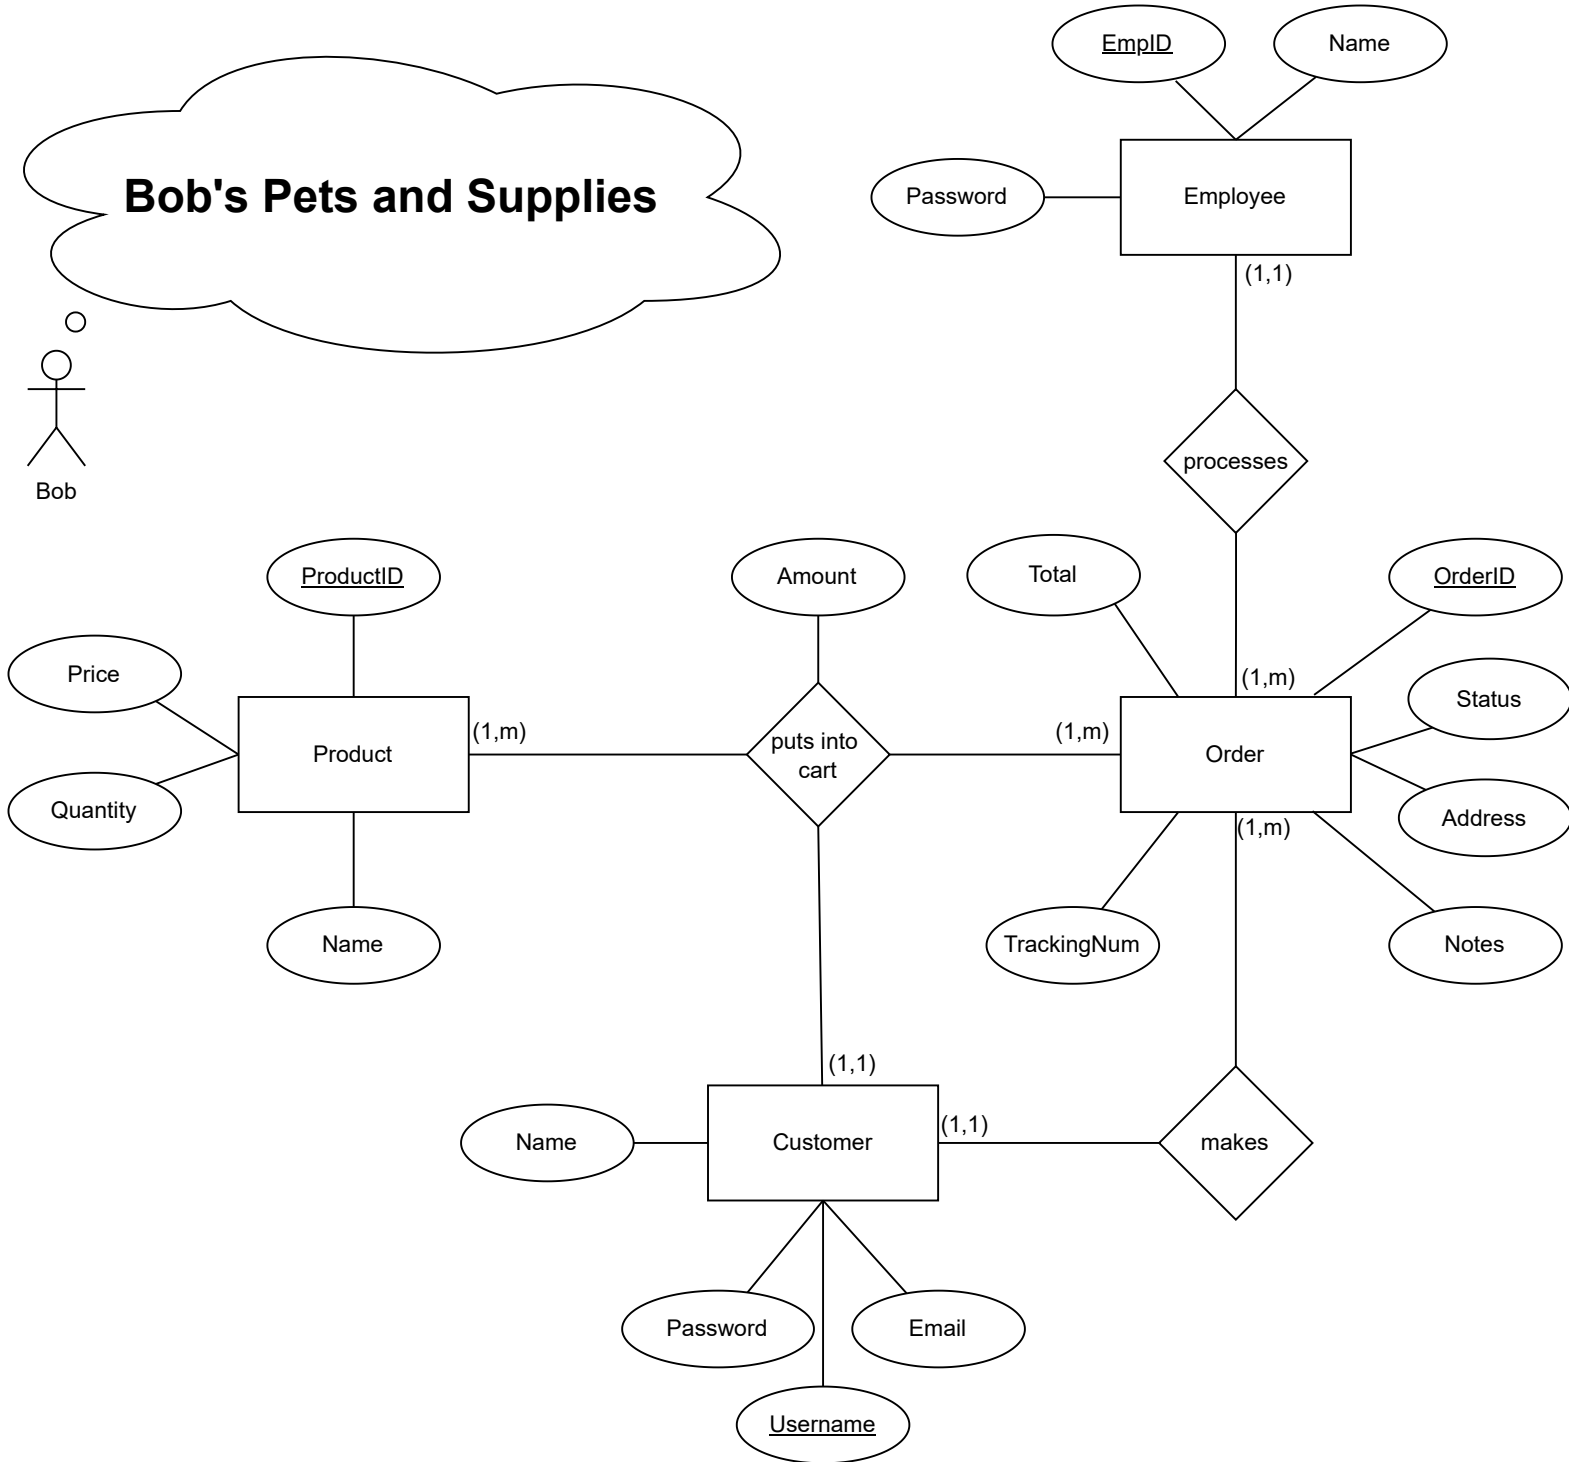 EmpID
Name
Bob's Pets and Supplies
Password
Employee
(1,1)
processes
Bob
ProductID
Amount
Total
OrderID
Price
(1,m)
Status
Product
(1,m)
puts into
cart
(1,m)
Order
Quantity
Address
(1,m)
Name
TrackingNum
Notes
(1,1)
Name
Customer
(1,1)
makes
Password
Email
Username